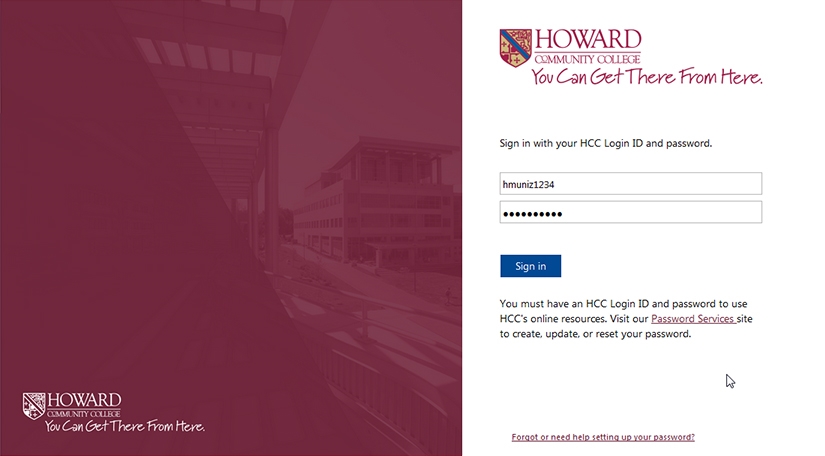 HOWARD
COMMUNITY COLLEGE
You Can Get There From Here.
Sign in with your HCC Login ID and password.
hmuniz1234
••••••••••
Sign in
You must have an HCC Login ID and password to use
HCC's online resources. Visit our Password Services site
to create, update, or reset your password.
Forgot or need help setting up your password?
HOWARD
COMMUNITY COLLEGE
You Can Get There From Here.